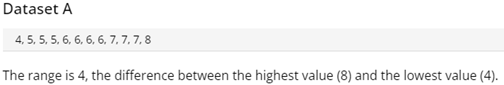 Dataset A
4, 5, 5, 5, 6, 6, 6, 6, 7, 7, 7, 8
The range is 4, the difference between the highest value (8) and the lowest value (4).